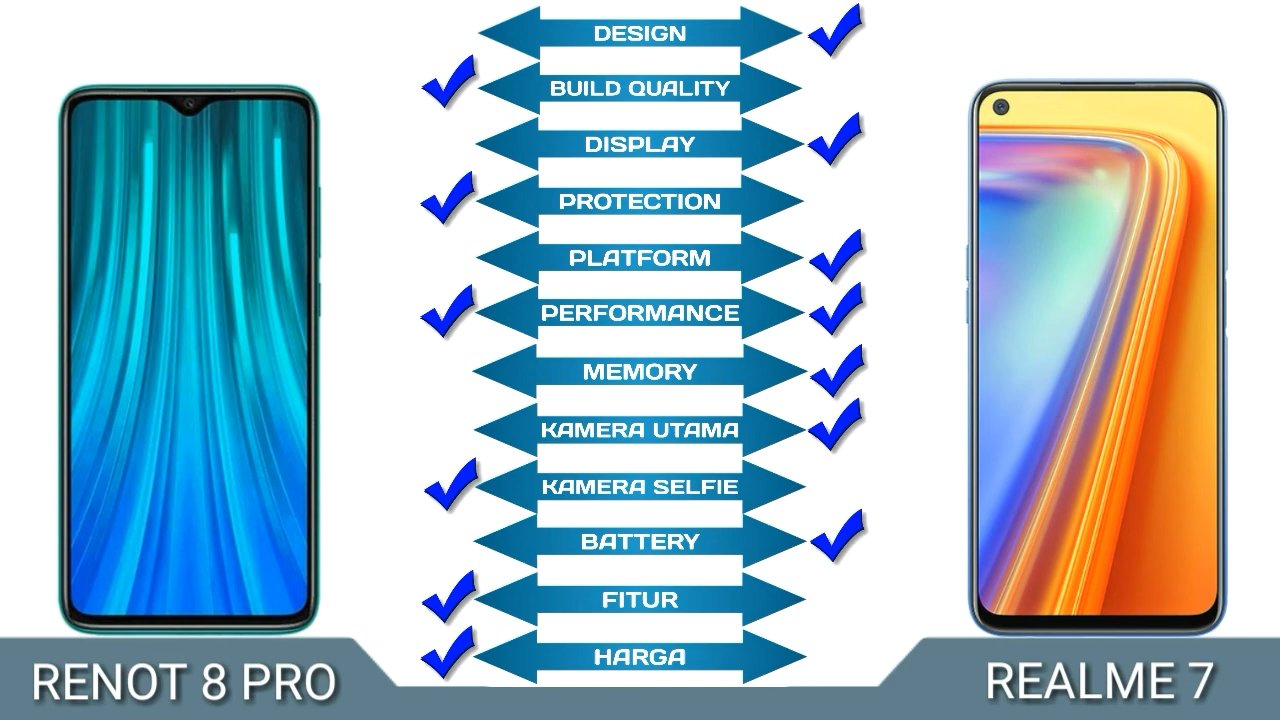 DESIGN
BUILD QUALITY
DISPLAY
PROTECTION
PLATFORM
PERFORMANCE
MEMORY
KAMERA UTAMA
KAMERA SELFIE
BATTERY
FITUR
HARGA
RENOT 8 PRO
REALME 7